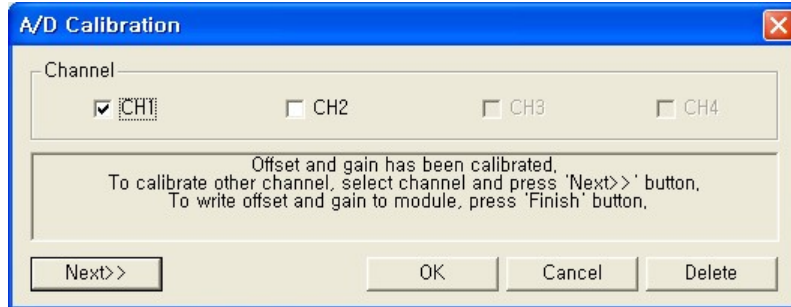 A/D Calibration
Channel
CH1 CH2 CH3 CH4
Offset and gain has been calibrated,
To calibrate other channel, select channel and press 'Next>>' button,
To write offset and gain to module, press 'Finish' button,
Next>> OK Cancel Delete